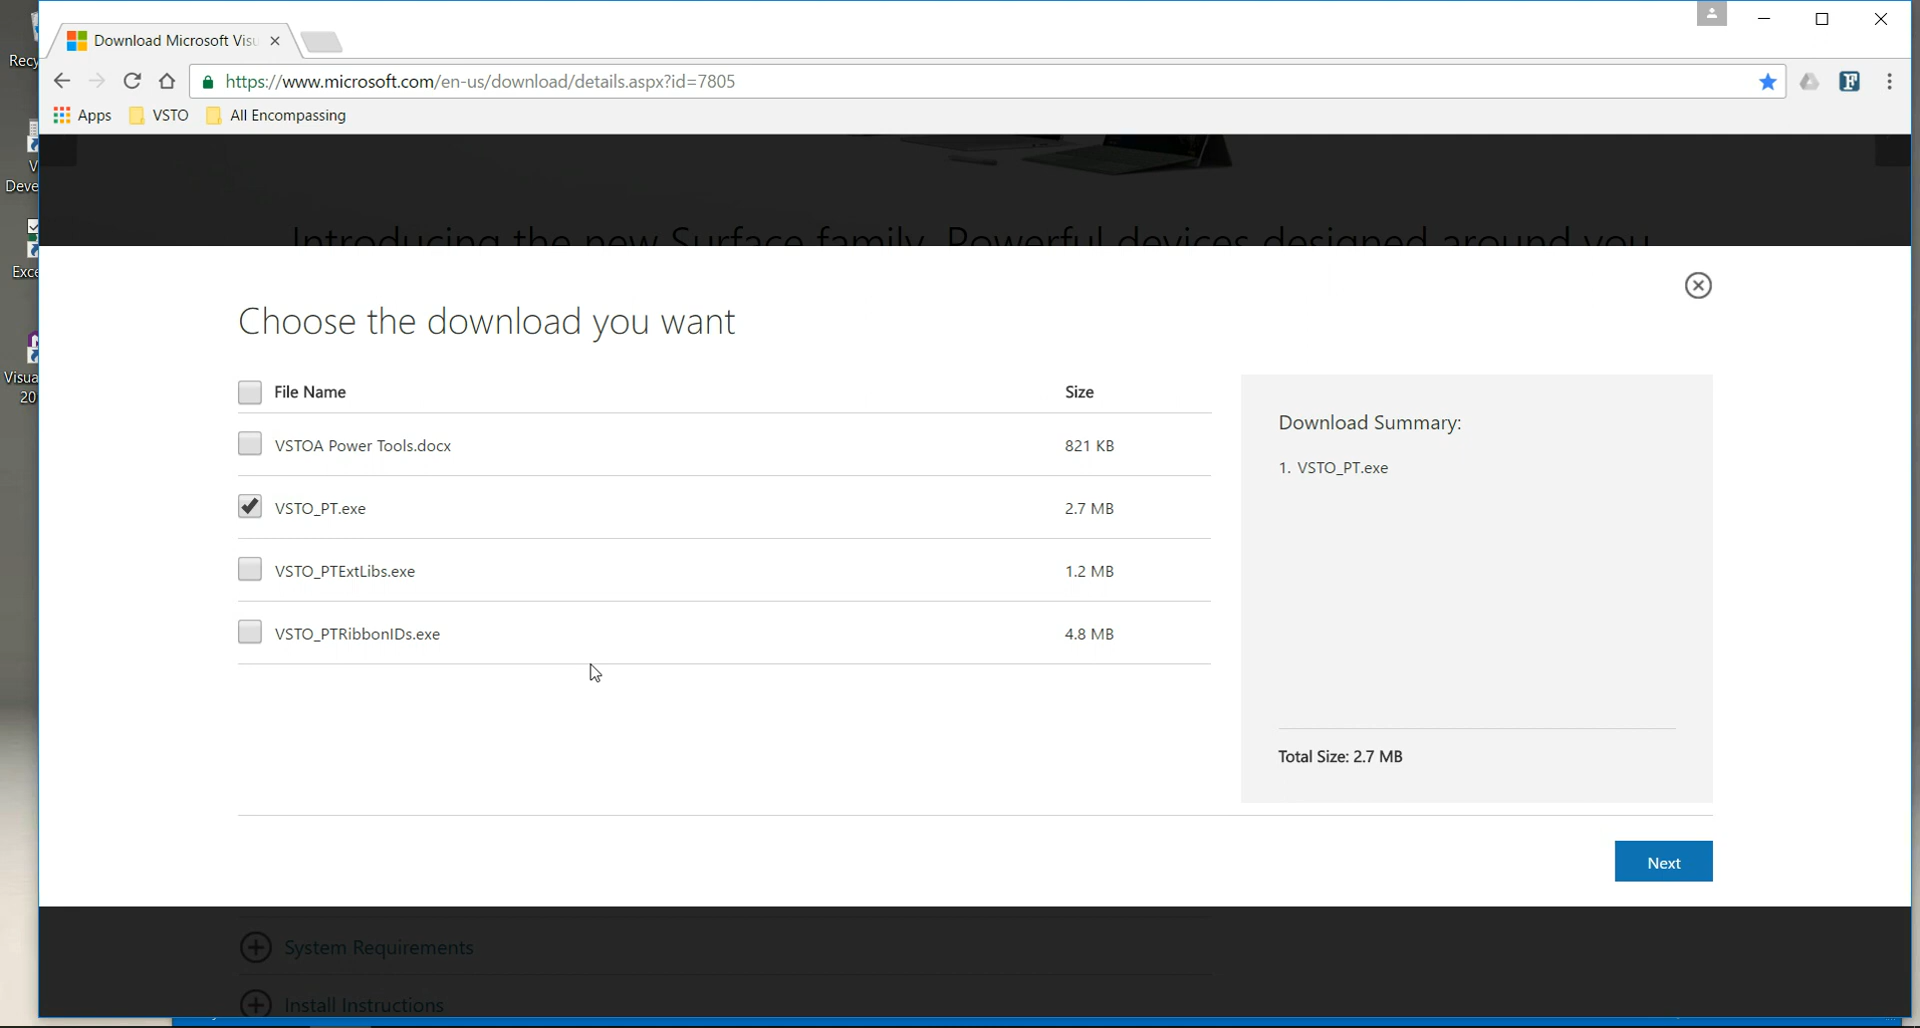 Download Microsoft Visu
https://www.microsoft.com/en-us/download/details.aspx?id=7805
Apps VSTO All Encompassing
Recy
Deve
Exce
Visua
20
Introducing the new Surface family. Powerful devices designed around you
Choose the download you want
File Name Size
VSTOA Power Tools.docx 821 KB
VSTO_PT.exe 2.7 MB
VSTO_PTExtLibs.exe 1.2 MB
VSTO_PTRibbonIDs.exe 4.8 MB
Download Summary:
1. VSTO_PT.exe
Total Size: 2.7 MB
Next
System Requirements
Install Instructions